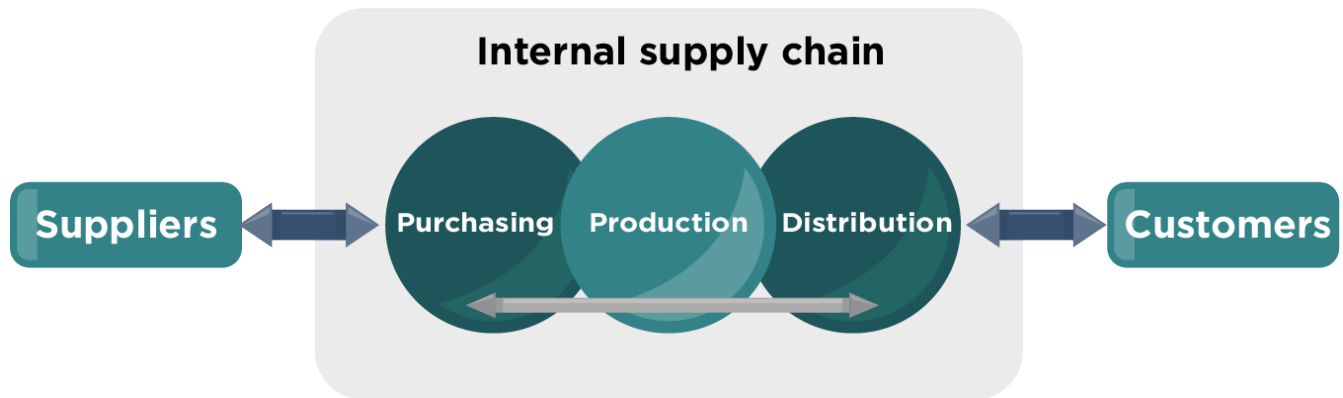 Internal supply chain
Suppliers
Purchasing
Production
Distribution
Customers